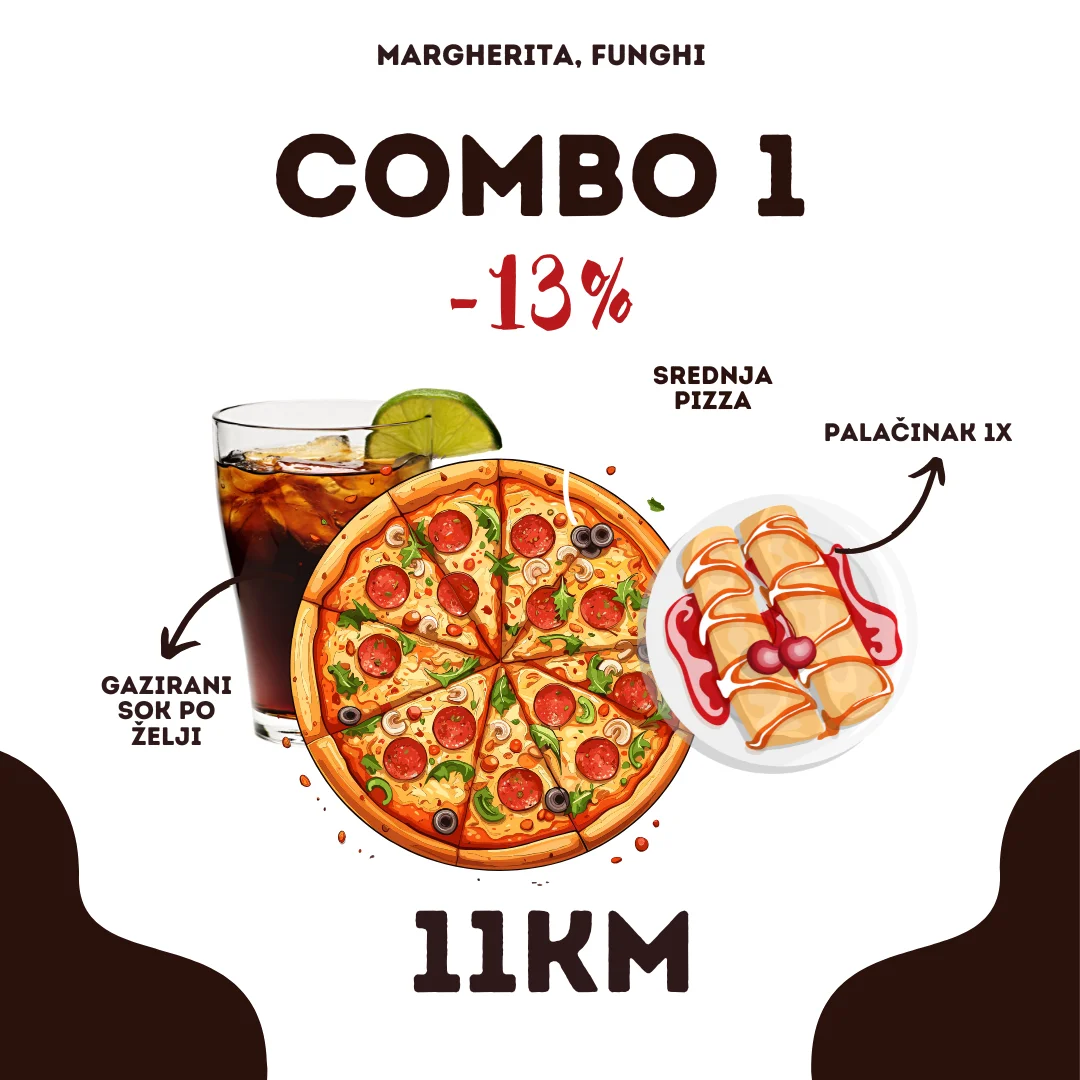 MARGHERITA, FUNGHI
COMBO 1
-13%
SREDNJA
PIZZA
PALAČINAK 1X
GAZIRANI
SOK PO
ŽELJI
11KM